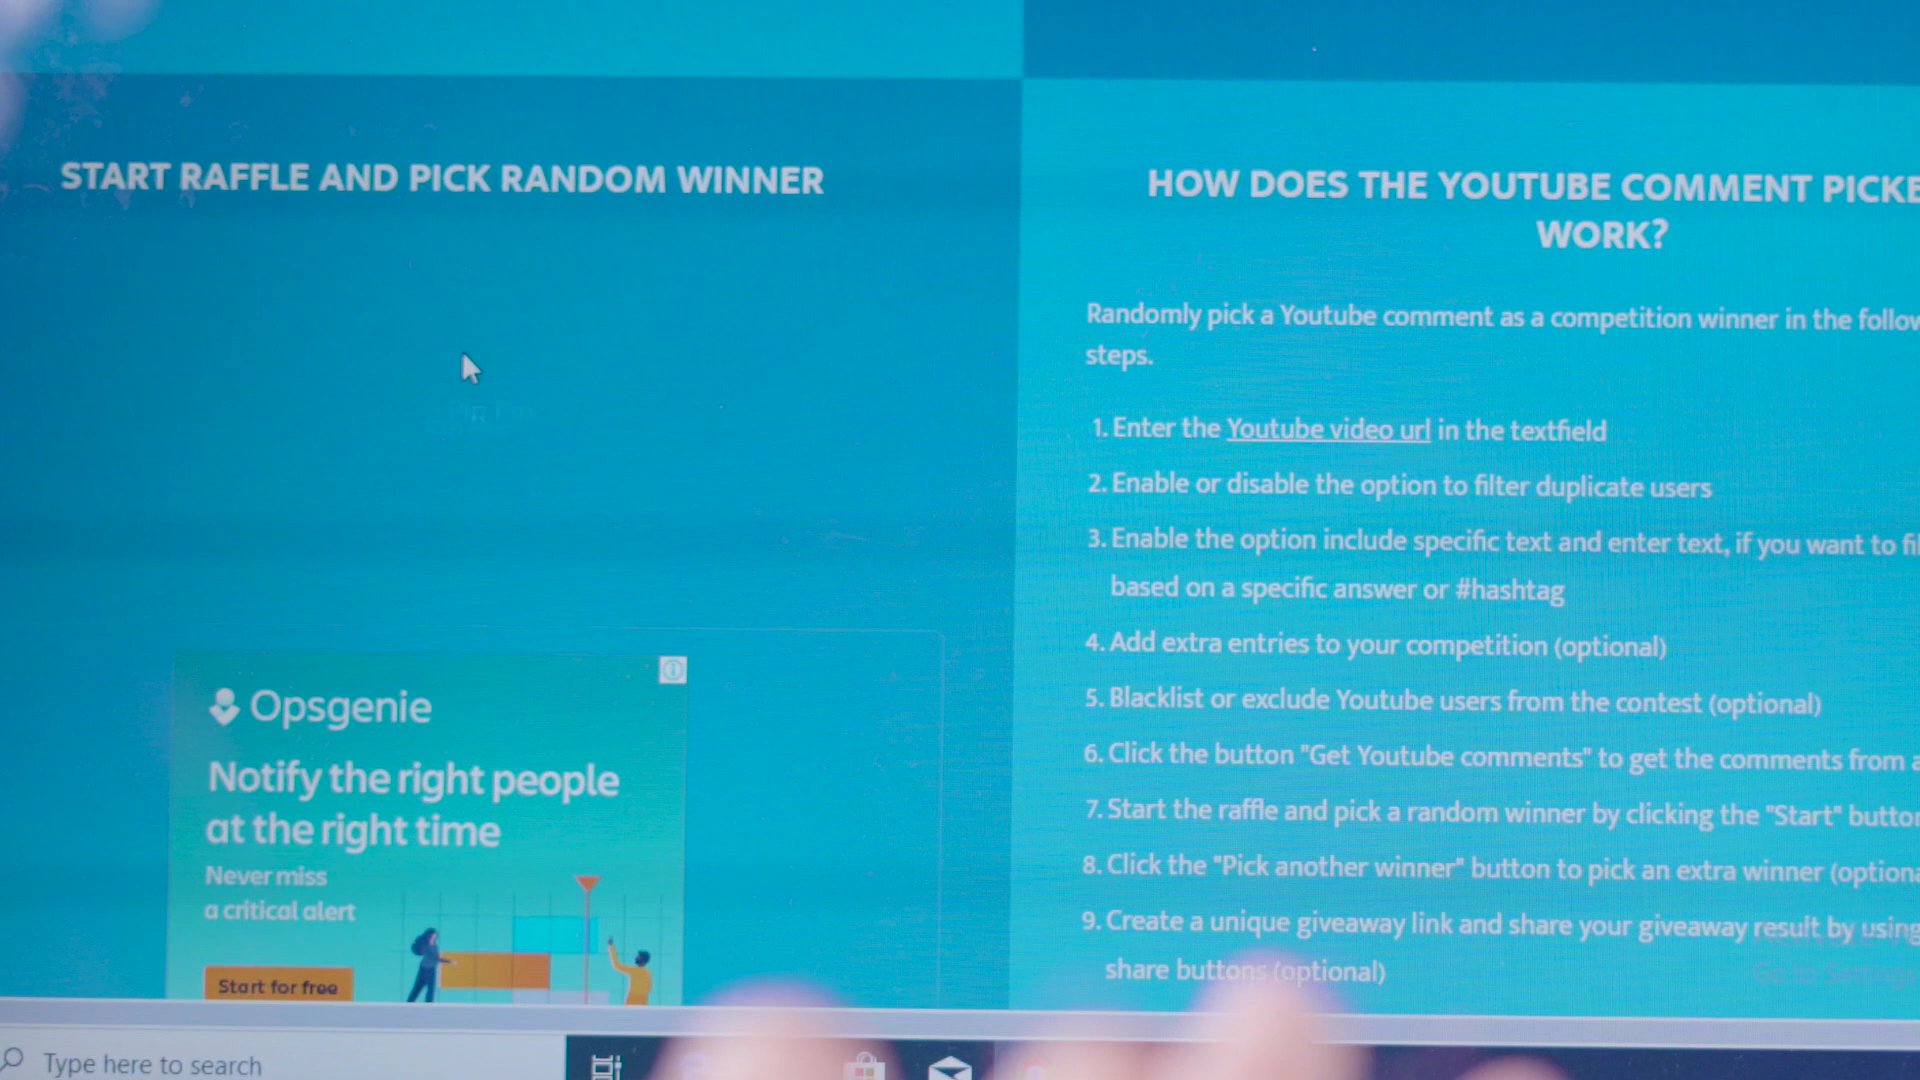 START RAFFLE AND PICK RANDOM WINNER
Opsgenie
Notify the right people
at the right time
Never miss
a critical alert
Start for free
HOW DOES THE YOUTUBE COMMENT PICKE
WORK?
Randomly pick a Youtube comment as a competition winner in the follow
steps.
1. Enter the Youtube video url in the textfield
2. Enable or disable the option to filter duplicate users
3. Enable the option include specific text and enter text, if you want to fil
based on a specific answer or #hashtag
4. Add extra entries to your competition (optional)
5. Blacklist or exclude Youtube users from the contest (optional)
6. Click the button "Get Youtube comments" to get the comments from a
7. Start the raffle and pick a random winner by clicking the "Start" button
8. Click the "Pick another winner" button to pick an extra winner (optiona
9. Create a unique giveaway link and share your giveaway result by using
share buttons (optional)
Go to Settings
Type here to search